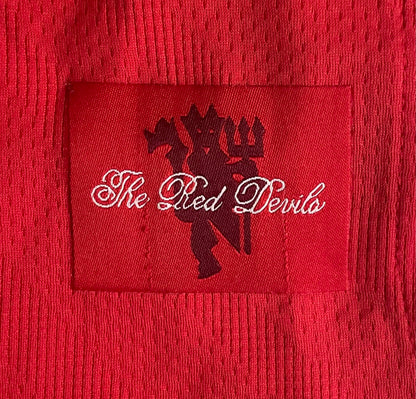 The Red Devils